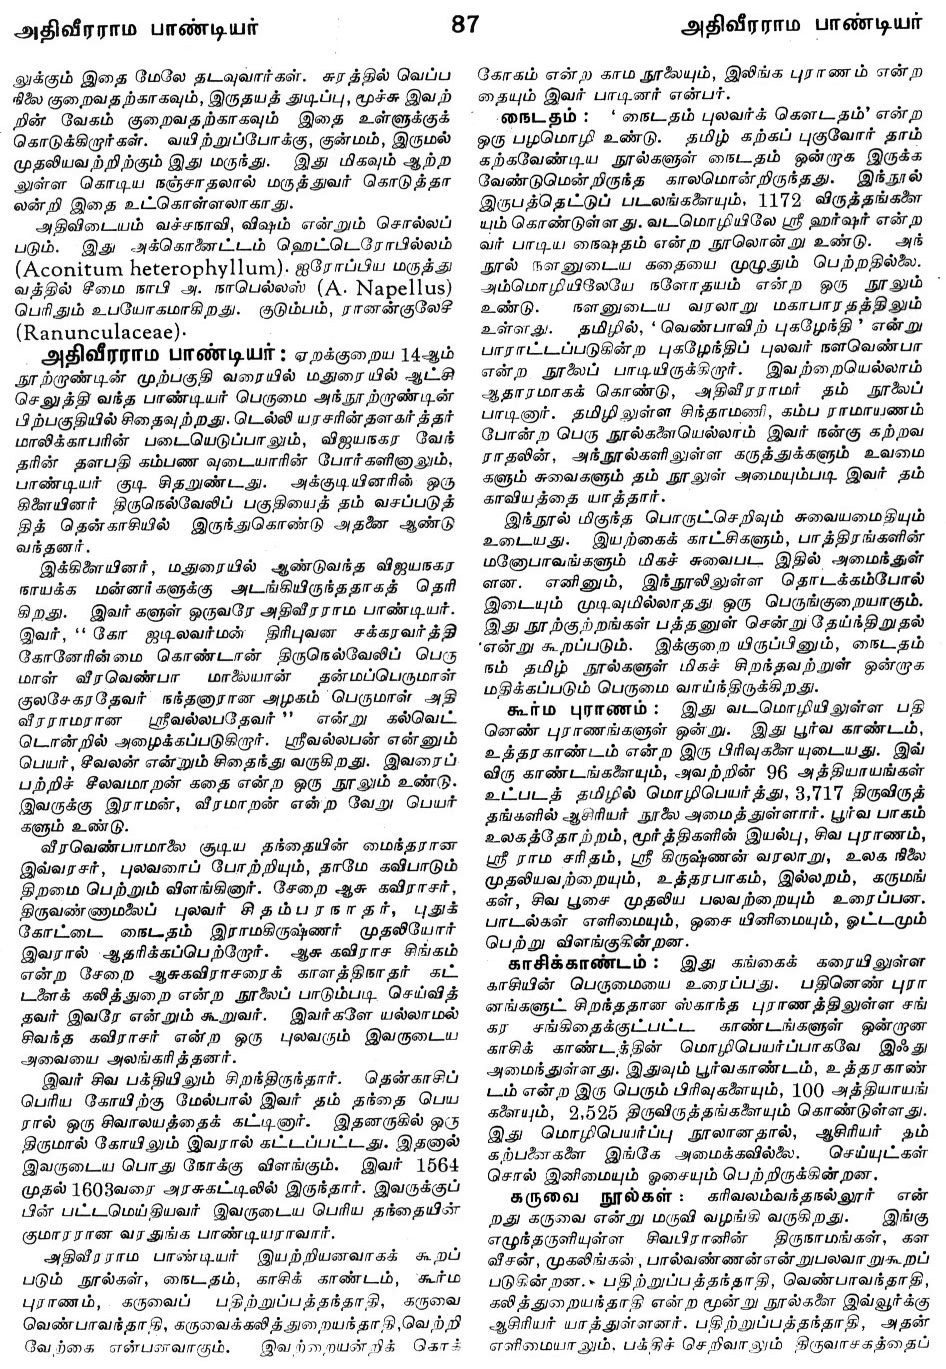 அதிவீரராம பாண்டியர்
87
அதிவீரராம பாண்டியர்
லுக்கும் இதை மேலே தடவுவார்கள். சுரத்தில் வெப்ப
நிலை குறைவதற்காகவும், இருதயத் துடிப்பு, மூச்சு இவற்
றின் வேகம் குறைவதற்காகவும் இதை உள்ளுக்குக்
கொடுக்கிறார்கள். வயிற்றுப்போக்கு, குன்மம், இருமல்
முதலியவற்றிற்கும் இது மருந்து. இது மிகவும் ஆற்ற
லுள்ள கொடிய நஞ்சாதலால் மருத்துவர் கொடுத்தா
லன்றி இதை உட்கொள்ளலாகாது.
அதிவிடையம் வச்சநாவி, விஷம் என்றும் சொல்லப்
படும். இது அக்கொனைட்டம் ஹெட்டெரோபில்லம்
(Aconitum heterophyllum). ஐரோப்பிய மருத்து
வத்தில் சீமை நாபி அ. நாபெல்லஸ் (A. Napellus)
பெரிதும் உபயோகமாகிறது. குடும்பம், ரானன்குலேசீ
(Ranunculaceae).
அதிவீரராம பாண்டியர் : ஏறக்குறைய 14ஆம்
நூற்றாண்டின் முற்பகுதி வரையில் மதுரையில் ஆட்சி
செலுத்தி வந்த பாண்டியர் பெருமை அந்நூற்றாண்டின்
பிற்பகுதியில் சிதைவுற்றது. டெல்லி யரசரின்தளகர்த்தர்
மாலிக்காபரின் படையெடுப்பாலும், விஜயநகர வேந்
தரின் தளபதி கம்பண வுடையாரின் போர்களினாலும்,
பாண்டியர் குடி சிதறுண்டது. அக்குடியினரின் ஒரு
கிளையினர் திருநெல்வேலிப் பகுதியைத் தம் வசப்படுத்
தித் தென்காசியில் இருந்துகொண்டு அதனை ஆண்டு
வந்தனர்.
இக்கிளையினர், மதுரையில் ஆண்டுவந்த விஜயநகர
நாயக்க மன்னர்களுக்கு அடங்கியிருந்ததாகத் தெரி
கிறது. இவர்களுள் ஒருவரே அதிவீரராம பாண்டியர்.
இவர், “ கோ ஜடிலவர்மன் திரிபுவன சக்கரவர்த்தி
கோனேரின்மை கொண்டான் திருநெல்வேலிப் பெரு
மாள் வீரவெண்பா மாலையான் தன்மப்பெருமாள்
குலசேகரதேவர் நந்தனாரான அழகம் பெருமாள் அதி
வீரராமரான ஸ்ரீவல்லபதேவர் ” என்று கல்வெட்
டொன்றில் அழைக்கப்படுகிறார். ஸ்ரீவல்லபன் என்னும்
பெயர், சீவலன் என்றும் சிதைந்து வருகிறது. இவரைப்
பற்றிச் சீலவமாறன் கதை என்ற ஒரு நூலும் உண்டு.
இவருக்கு இராமன், வீரமாறன் என்ற வேறு பெயர்
களும் உண்டு.
வீரவெண்பாமாலை சூடிய தந்தையின் மைந்தரான
இவ்வரசர், புலவரைப் போற்றியும், தாமே கவிபாடும்
திறமை பெற்றும் விளங்கினார். சேறை ஆசு கவிராசர்,
திருவண்ணாமலைப் புலவர் சிதம்பரநாதர், புதுக்
கோட்டை நைடதம் இராமகிருஷ்ணர் முதலியோர்
இவரால் ஆதரிக்கப்பெற்றோர். ஆசு கவிராச சிங்கம்
என்ற சேறை ஆசுகவிராசரைக் காளத்திநாதர் கட்
டளைக் கலித்துறை என்ற நூலைப் பாடும்படி செய்வித்
தவர் இவரே என்றும் கூறுவர். இவர்களே யல்லாமல்
சிவந்த கவிராசர் என்ற ஒரு புலவரும் இவருடைய
அவையை அலங்கரித்தனர்.
இவர் சிவ பக்தியிலும் சிறந்திருந்தார். தென்காசிப்
பெரிய கோயிற்கு மேல்பால் இவர் தம் தந்தை பெய
ரால் ஒரு சிவாலயத்தைக் கட்டினார். இதனருகில் ஒரு
திருமால் கோயிலும் இவரால் கட்டப்பட்டது. இதனால்
இவருடைய பொது நோக்கு விளங்கும். இவர் 1564
முதல் 1603வரை அரசுகட்டிலில் இருந்தார். இவருக்குப்
பின் பட்டமெய்தியவர் இவருடைய பெரிய தந்தையின்
குமாரரான வரதுங்க பாண்டியராவார்.
அதிவீரராம பாண்டியர் இயற்றியனவாகக் கூறப்
படும் நூல்கள், நைடதம், காசிக் காண்டம், கூர்ம
புராணம், கருவைப் பதிற்றுப்பத்தந்தாதி, கருவை
வெண்பாவந்தாதி, கருவைக்கலித்துறையந்தாதி, வெற்றி
வேற்கை என்பனவாகும். இவற்றையன்றிக் கொக்
கோகம் என்ற காம நூலையும், இலிங்க புராணம் என்ற
தையும் இவர் பாடினர் என்பர்.
நைடதம் : ‘ நைடதம் புலவர்க் கௌடதம்’ என்ற
ஒரு பழமொழி உண்டு. தமிழ் கற்கப் புகுவோர் தாம்
கற்கவேண்டிய நூல்களுள் நைடதம் ஒன்றாக இருக்க
வேண்டுமென்றிருந்த காலமொன்றிருந்தது. இந்நூல்
இருபத்தெட்டுப் படலங்களையும், 1172 விருத்தங்களை
யும் கொண்டுள்ளது. வடமொழியிலே ஸ்ரீ ஹர்ஷர் என்ற
வர் பாடிய நைஷதம் என்ற நூலொன்று உண்டு. அந்
நூல் நளனுடைய கதையை முழுதும் பெற்றதில்லை.
அம்மொழியிலேயே நளோதயம் என்ற ஒரு நூலும்
உண்டு. நளனுடைய வரலாறு மகாபாரதத்திலும்
உள்ளது. தமிழில், ‘வெண்பாவிற் புகழேந்தி’ என்று
பாராட்டப்படுகின்ற புகழேந்திப் புலவர் நளவெண்பா
என்ற நூலைப் பாடியிருக்கிறார். இவற்றையெல்லாம்
ஆதாரமாகக் கொண்டு, அதிவீரராமர் தம் நூலைப்
பாடினார். தமிழிலுள்ள சிந்தாமணி, கம்ப ராமாயணம்
போன்ற பெரு நூல்களையெல்லாம் இவர் நன்கு கற்றவ
ராதலின், அந்நூல்களிலுள்ள கருத்துக்களும் உவமை
களும் சுவைகளும் தம் நூலுள் அமையும்படி இவர் தம்
காவியத்தை யாத்தார்.
இந்நூல் மிகுந்த பொருட்செறிவும் சுவையமைதியும்
உடையது. இயற்கைக் காட்சிகளும், பாத்திரங்களின்
மனோபாவங்களும் மிகச் சுவைபட இதில் அமைந்துள்
ளன. எனினும், இந்நூலிலுள்ள தொடக்கம்போல்
இடையும் முடிவுமில்லாதது ஒரு பெருங்குறையாகும்.
இது நூற்குற்றங்கள் பத்தனுள் சென்று தேய்ந்திறுதல்
என்று கூறப்படும். இக்குறை யிருப்பினும், நைடதம்
நம் தமிழ் நூல்களுள் மிகச் சிறந்தவற்றுள் ஒன்றாக
மதிக்கப்படும் பெருமை வாய்ந்திருக்கிறது.
கூர்ம புராணம் : இது வடமொழியிலுள்ள பதி
னெண் புராணங்களுள் ஒன்று. இது பூர்வ காண்டம்,
உத்தரகாண்டம் என்ற இரு பிரிவுகளை யுடையது. இவ்
விரு காண்டங்களையும், அவற்றின் 96 அத்தியாயங்கள்
உட்படத் தமிழில் மொழிபெயர்த்து, 3,717 திருவிருத்
தங்களில் ஆசிரியர் நூலை அமைத்துள்ளார். பூர்வ பாகம்
உலகத்தோற்றம், மூர்த்திகளின் இயல்பு, சிவ புராணம்,
ஸ்ரீ ராம சரிதம், ஸ்ரீ கிருஷ்ணன் வரலாறு, உலக நிலை
முதலியவற்றையும், உத்தரபாகம், இல்லறம், கருமங்
கள், சிவ பூசை முதலிய பலவற்றையும் உரைப்பன.
பாடல்கள் எளிமையும், ஒசை யினிமையும், ஓட்டமும்
பெற்று விளங்குகின்றன.
காசிக்காண்டம் : இது கங்கைக் கரையிலுள்ள
காசியின் பெருமையை உரைப்பது. பதினெண் புரா
ணங்களுட் சிறந்ததான ஸ்காந்த புராணத்திலுள்ள சங்
கர சங்கிதைக்குட்பட்ட காண்டங்களுள் ஒன்றான
காசிக் காண்டத்தின் மொழிபெயர்ப்பாகவே இஃது
அமைந்துள்ளது. இதுவும் பூர்வகாண்டம், உத்தரகாண்
டம் என்ற இரு பெரும் பிரிவுகளையும், 100 அத்தியாயங்
களையும், 2,525 திருவிருத்தங்களையும் கொண்டுள்ளது.
இது மொழிபெயர்ப்பு நூலானதால், ஆசிரியர் தம்
கற்பனைகளை இங்கே அமைக்கவில்லை. செய்யுட்கள்
சொல் இனிமையும் ஓசையும் பெற்றிருக்கின்றன.
கருவை நூல்கள் : கரிவலம்வந்தநல்லூர் என்
றது கருவை என்று மருவி வழங்கி வருகிறது. இங்கு
எழுந்தருளியுள்ள சிவபிரானின் திருநாமங்கள், கள
வீசன், முகலிங்கன், பால்வண்ணன்என்றுபலவாறுகூறப்
படுகின்றன. பதிற்றுப்பத்தந்தாதி, வெண்பாவந்தாதி,
கலித்துறையந்தாதி என்ற மூன்று நூல்களை இவ்வூர்க்கு
ஆசிரியர் யாத்துள்ளனர். பதிற்றுப்பத்தந்தாதி, அதன்
எளிமையாலும், பக்திச் செறிவாலும் திருவாசகத்தைப்